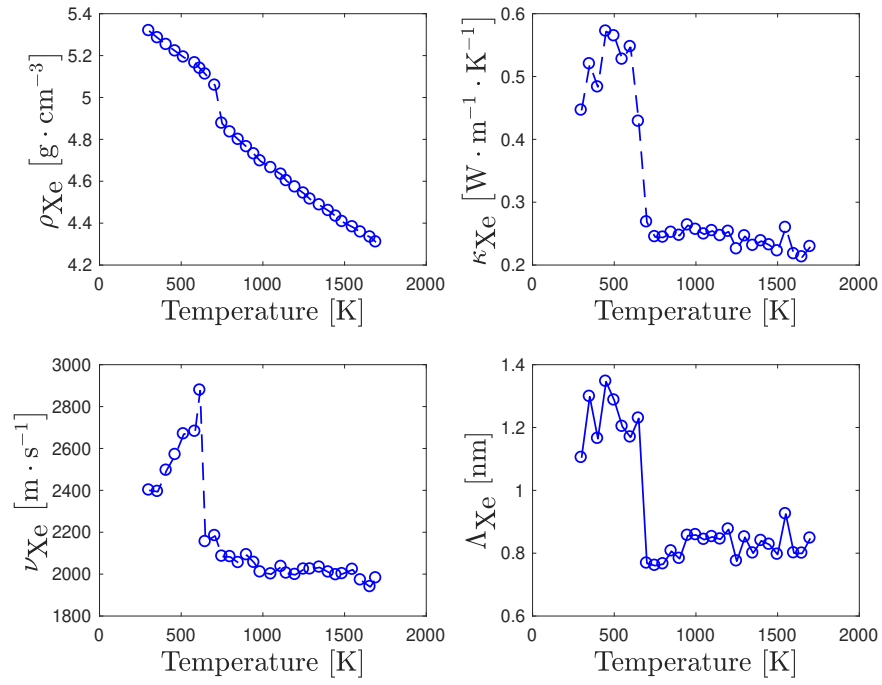 5.4
5.2
5
4.8
4.6
4.4
4.2
0 500 1000 1500 2000
Temperature [K]
ρXe [g · cm⁻³]
0.6
0.5
0.4
0.3
0.2
0 500 1000 1500 2000
Temperature [K]
κXe [W · m⁻¹ · K⁻¹]
3000
2800
2600
2400
2200
2000
1800
0 500 1000 1500 2000
Temperature [K]
νXe [m · s⁻¹]
1.4
1.2
1
0.8
0.6
0 500 1000 1500 2000
Temperature [K]
ΛXe [nm]